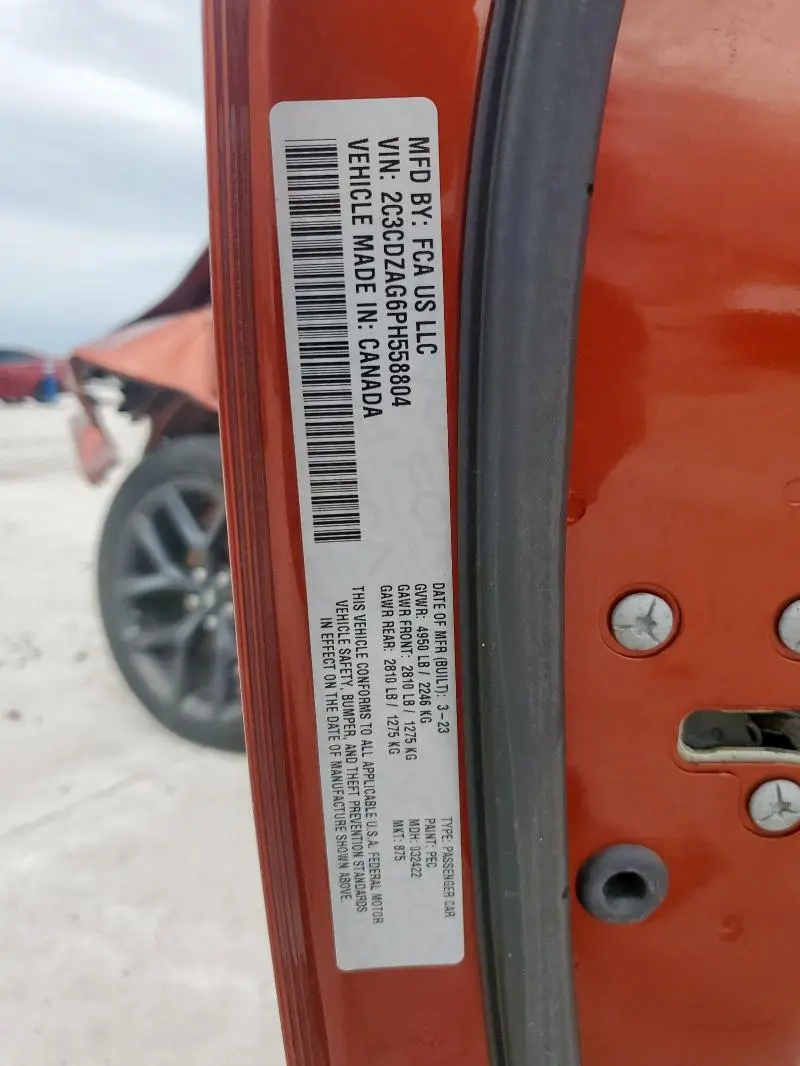 MFD BY: FCA US LLC
VIN: 2C3CDZAG6PH558804
VEHICLE MADE IN: CANADA
DATE OF MFR (BUILT): 3-23
GVWR: 4950 LB / 2246 KG
GAWR FRONT: 2810 LB / 1275 KG
GAWR REAR: 2810 LB / 1275 KG
THIS VEHICLE CONFORMS TO ALL APPLICABLE U.S.A. FEDERAL MOTOR
VEHICLE SAFETY, BUMPER, AND THEFT PREVENTION STANDARDS
IN EFFECT ON THE DATE OF MANUFACTURE SHOWN ABOVE.
TYPE: PASSENGER CAR
PAINT: PEC
MDH: 032422
MKT: 875